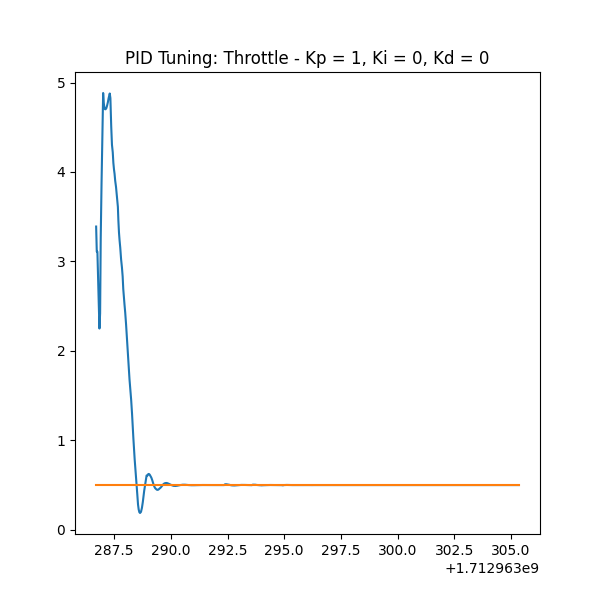 PID Tuning: Throttle - Kp = 1, Ki = 0, Kd = 0
5
4
3
2
1
0
287.5 290.0 292.5 295.0 297.5 300.0 302.5 305.0
+1.712963e9